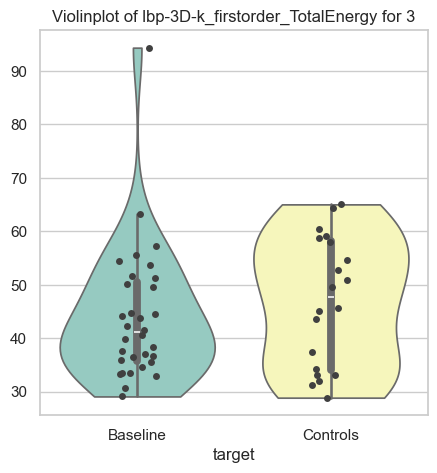 Violinplot of lbp-3D-k_firstorder_TotalEnergy for 3
90
80
70
60
50
40
30
Baseline
Controls
target